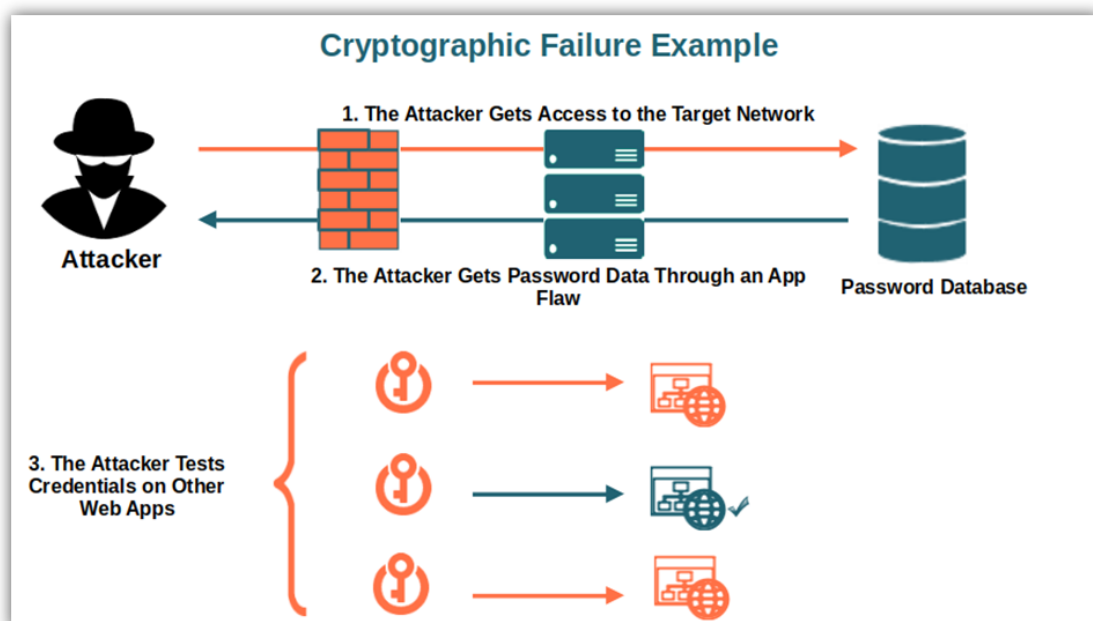 Cryptographic Failure Example
1. The Attacker Gets Access to the Target Network
Attacker
2. The Attacker Gets Password Data Through an App
Flaw
Password Database
3. The Attacker Tests
Credentials on Other
Web Apps